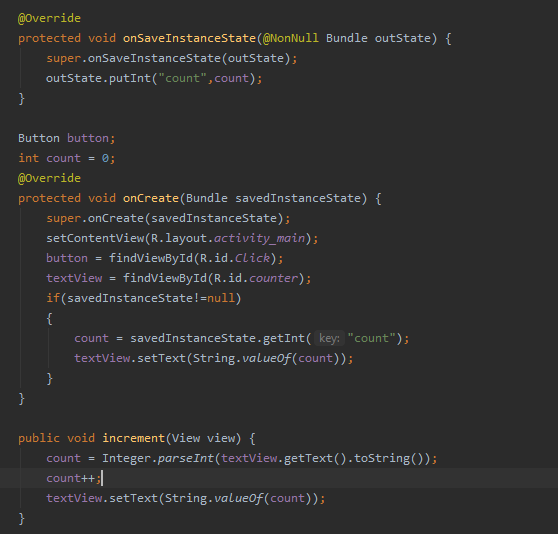 @Override
protected void onSaveInstanceState(@NonNull Bundle outState) {
super.onSaveInstanceState(outState);
outState.putInt("count",count);
}
Button button;
int count = 0;
@Override
protected void onCreate(Bundle savedInstanceState) {
super.onCreate(savedInstanceState);
setContentView(R.layout.activity_main);
button = findViewById(R.id.Click);
textView = findViewById(R.id.counter);
if(savedInstanceState!=null)
{
count = savedInstanceState.getInt( key: "count");
textView.setText(String.valueOf(count));
}
}
public void increment(View view) {
count = Integer.parseInt(textView.getText().toString());
count++;
textView.setText(String.valueOf(count));
}